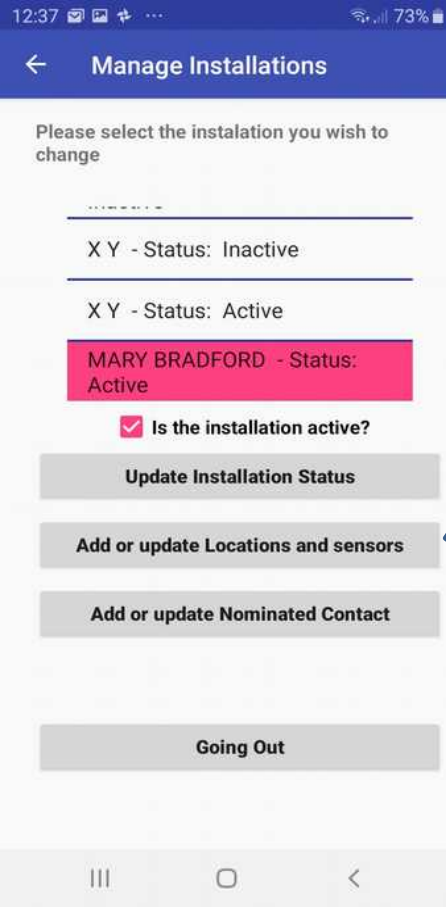 12:37
73%
Manage Installations
Please select the instalation you wish to
change
X Y - Status: Inactive
X Y - Status: Active
MARY BRADFORD - Status:
Active
Is the installation active?
Update Installation Status
Add or update Locations and sensors
Add or update Nominated Contact
Going Out